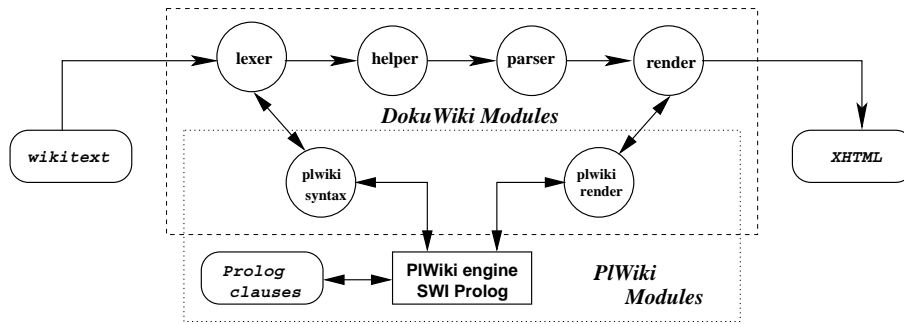 lexer
helper
parser
render
DokuWiki Modules
wikitext
XHTML
plwiki
syntax
plwiki
render
Prolog
clauses
PlWiki engine
SWI Prolog
PlWiki
Modules